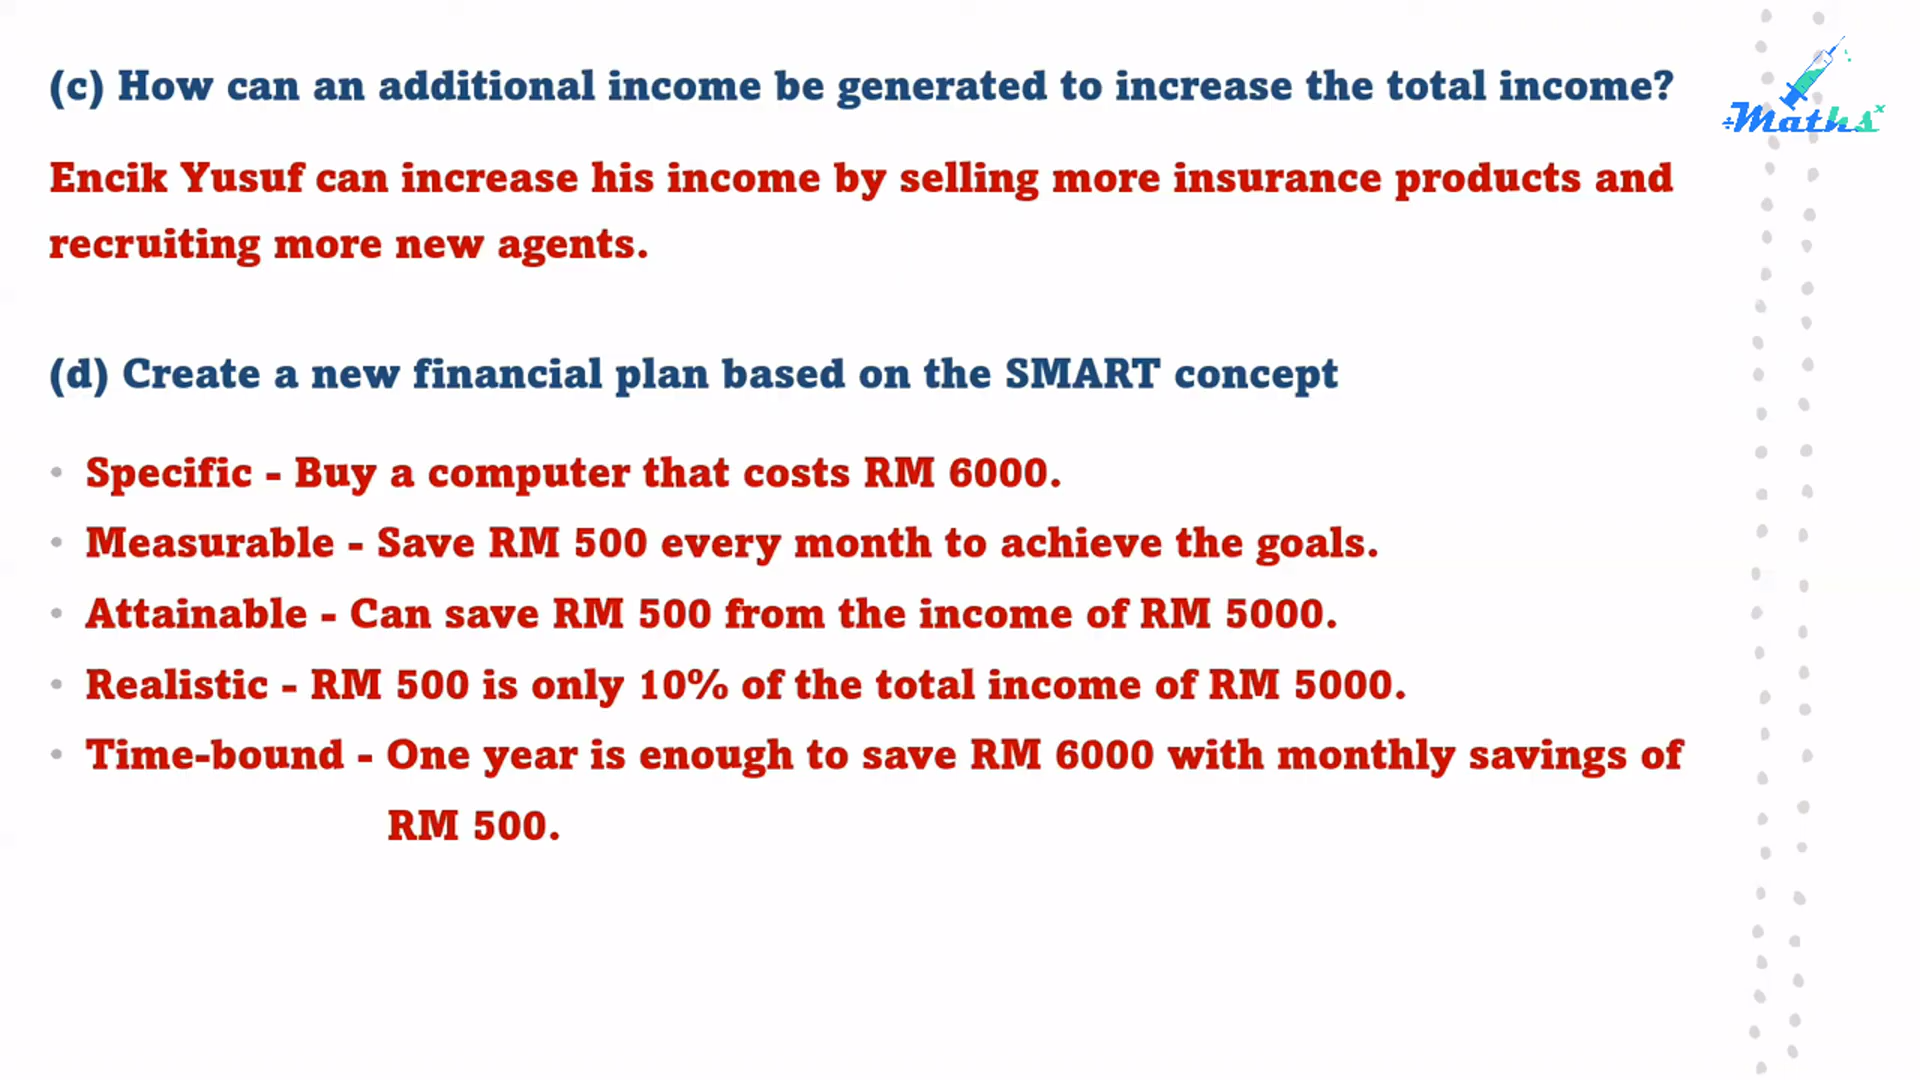 (c) How can an additional income be generated to increase the total income?
÷Maths×
Encik Yusuf can increase his income by selling more insurance products and
recruiting more new agents.
(d) Create a new financial plan based on the SMART concept
• Specific - Buy a computer that costs RM 6000.
• Measurable - Save RM 500 every month to achieve the goals.
• Attainable - Can save RM 500 from the income of RM 5000.
• Realistic - RM 500 is only 10% of the total income of RM 5000.
• Time-bound - One year is enough to save RM 6000 with monthly savings of
RM 500.